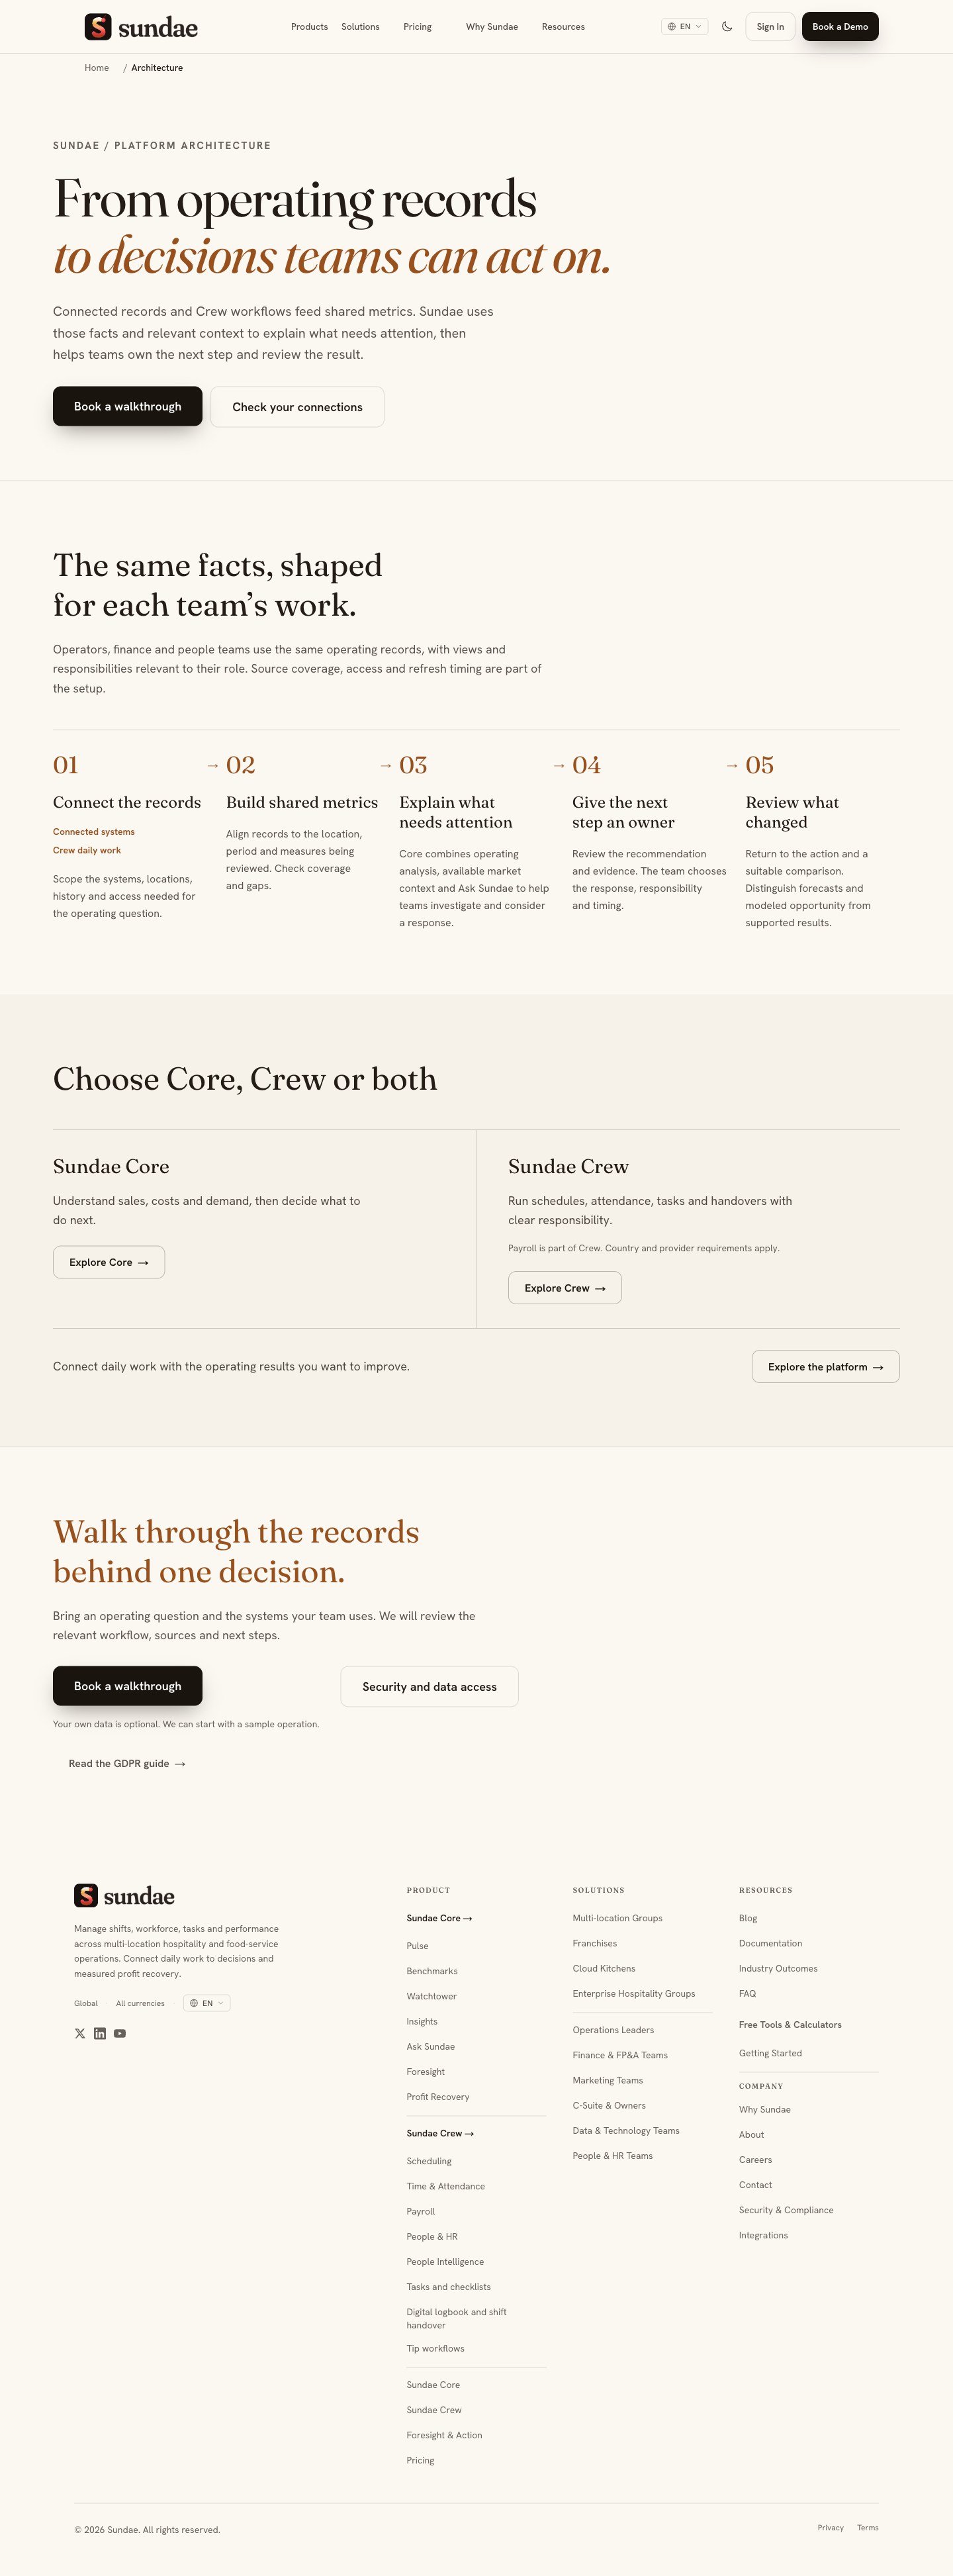 sundae
Products Solutions Pricing Why Sundae Resources
EN
Sign In
Book a Demo
Home / Architecture
SUNDAE / PLATFORM ARCHITECTURE
From operating records
to decisions teams can act on.
Connected records and Crew workflows feed shared metrics. Sundae uses
those facts and relevant context to explain what needs attention, then
helps teams own the next step and review the result.
Book a walkthrough
Check your connections
The same facts, shaped
for each team’s work.
Operators, finance and people teams use the same operating records, with views and
responsibilities relevant to their role. Source coverage, access and refresh timing are part of
the setup.
01 →
Connect the records
Connected systems
Crew daily work
Scope the systems, locations,
history and access needed for
the operating question.
02 →
Build shared metrics
Align records to the location,
period and measures being
reviewed. Check coverage
and gaps.
03 →
Explain what
needs attention
Core combines operating
analysis, available market
context and Ask Sundae to help
teams investigate and consider
a response.
04 →
Give the next
step an owner
Review the recommendation
and evidence. The team chooses
the response, responsibility
and timing.
05
Review what
changed
Return to the action and a
suitable comparison.
Distinguish forecasts and
modeled opportunity from
supported results.
Choose Core, Crew or both
Sundae Core
Understand sales, costs and demand, then decide what to
do next.
Explore Core →
Sundae Crew
Run schedules, attendance, tasks and handovers with
clear responsibility.
Payroll is part of Crew. Country and provider requirements apply.
Explore Crew →
Connect daily work with the operating results you want to improve.
Explore the platform →
Walk through the records
behind one decision.
Bring an operating question and the systems your team uses. We will review the
relevant workflow, sources and next steps.
Book a walkthrough
Security and data access
Your own data is optional. We can start with a sample operation.
Read the GDPR guide →
sundae
Manage shifts, workforce, tasks and performance
across multi-location hospitality and food-service
operations. Connect daily work to decisions and
measured profit recovery.
Global All currencies EN
PRODUCT
Sundae Core →
Pulse
Benchmarks
Watchtower
Insights
Ask Sundae
Foresight
Profit Recovery
Sundae Crew →
Scheduling
Time & Attendance
Payroll
People & HR
People Intelligence
Tasks and checklists
Digital logbook and shift
handover
Tip workflows
Sundae Core
Sundae Crew
Foresight & Action
Pricing
SOLUTIONS
Multi-location Groups
Franchises
Cloud Kitchens
Enterprise Hospitality Groups
Operations Leaders
Finance & FP&A Teams
Marketing Teams
C-Suite & Owners
Data & Technology Teams
People & HR Teams
RESOURCES
Blog
Documentation
Industry Outcomes
FAQ
Free Tools & Calculators
Getting Started
COMPANY
Why Sundae
About
Careers
Contact
Security & Compliance
Integrations
© 2026 Sundae. All rights reserved.
Privacy Terms